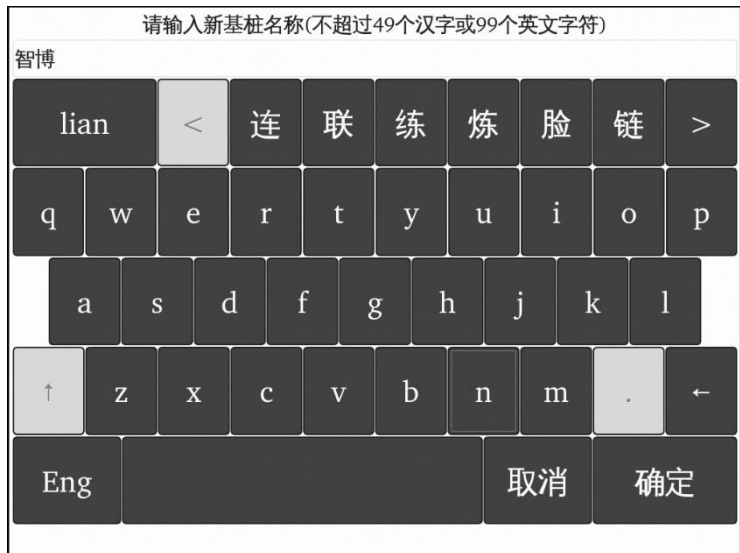 请输入新基桩名称(不超过49个汉字或99个英文字符)
智博
lian < 连 联 练 炼 脸 链 >
q w e r t y u i o p
a s d f g h j k l
↑ z x c v b n m . ←
Eng 取消 确定